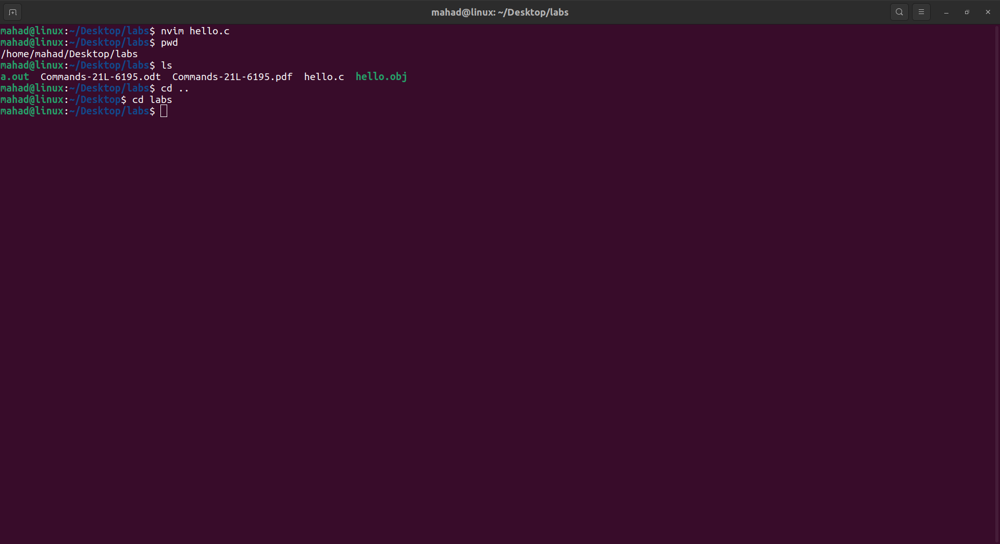 mahad@linux: ~/Desktop/labs
mahad@linux:~/Desktop/labs$ nvim hello.c
mahad@linux:~/Desktop/labs$ pwd
/home/mahad/Desktop/labs
mahad@linux:~/Desktop/labs$ ls
a.out  Commands-21L-6195.odt  Commands-21L-6195.pdf  hello.c  hello.obj
mahad@linux:~/Desktop/labs$ cd ..
mahad@linux:~/Desktop$ cd labs
mahad@linux:~/Desktop/labs$